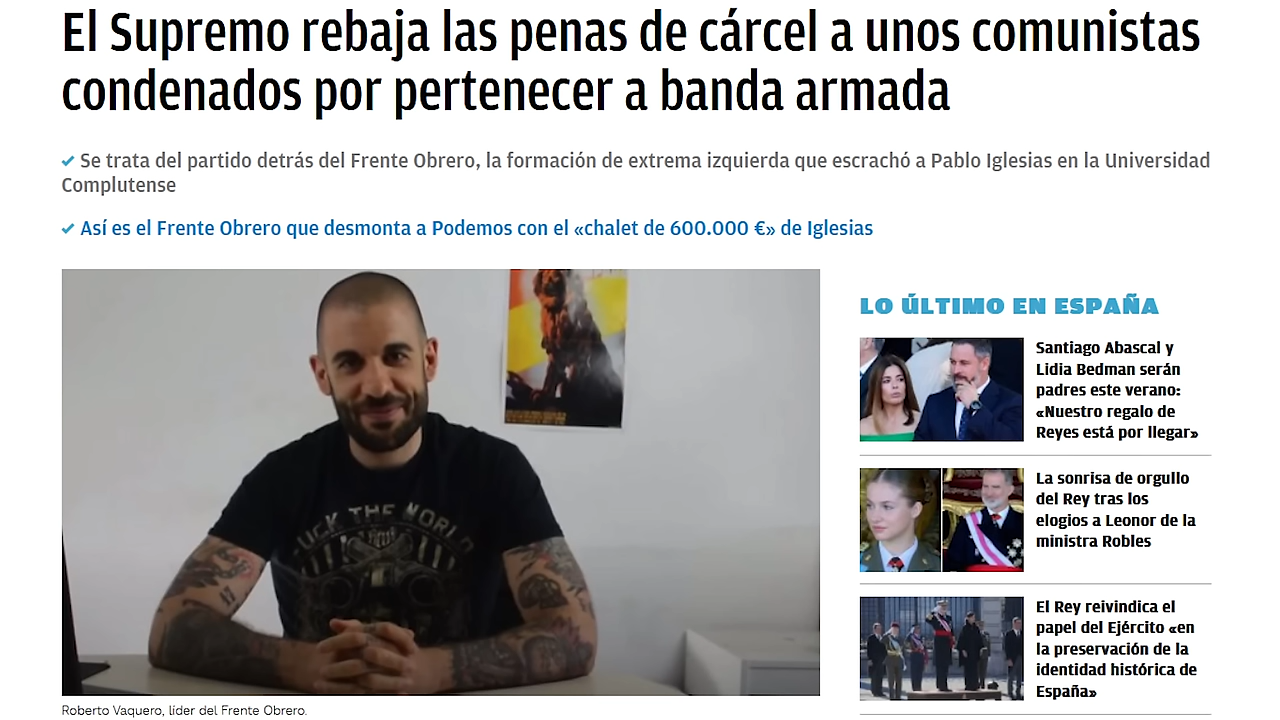 El Supremo rebaja las penas de cárcel a unos comunistas
condenados por pertenecer a banda armada
Se trata del partido detrás del Frente Obrero, la formación de extrema izquierda que escrachó a Pablo Iglesias en la Universidad
Complutense
Así es el Frente Obrero que desmonta a Podemos con el «chalet de 600.000 €» de Iglesias
UCK THE WORLD
Roberto Vaquero, líder del Frente Obrero.
LO ÚLTIMO EN ESPAÑA
Santiago Abascal y
Lidia Bedman serán
padres este verano:
«Nuestro regalo de
Reyes está por llegar»
La sonrisa de orgullo
del Rey tras los
elogios a Leonor de la
ministra Robles
El Rey reivindica el
papel del Ejército «en
la preservación de la
identidad histórica de
España»